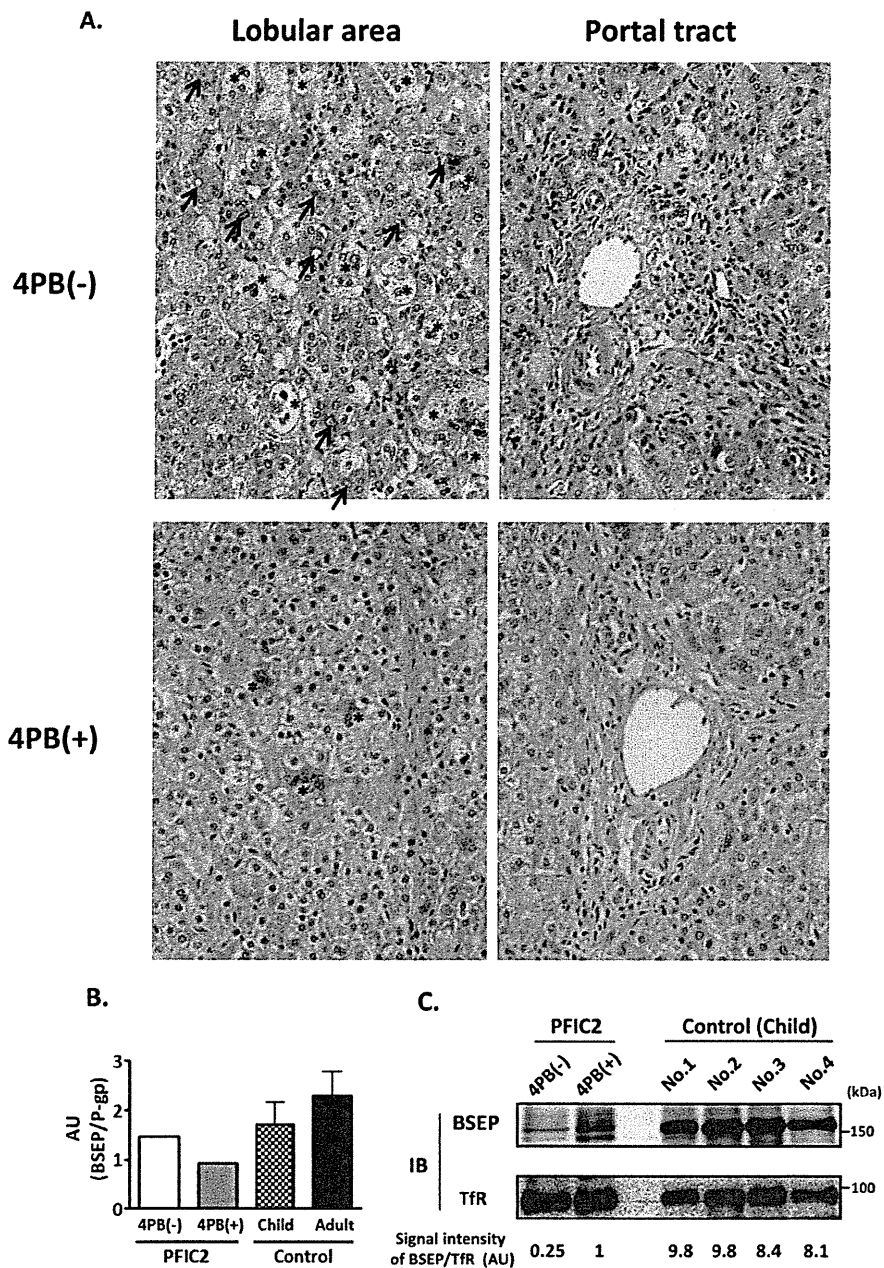 A.
Lobular area
Portal tract
4PB(-)
4PB(+)
B.
AU
(BSEP/P-gp)
3
2
1
0
4PB(-) 4PB(+) Child Adult
PFIC2 Control
C.
PFIC2 Control (Child)
4PB(-) 4PB(+) No.1 No.2 No.3 No.4
(kDa)
IB
BSEP
150
TfR
100
Signal intensity
of BSEP/TfR (AU)
0.25 1 9.8 9.8 8.4 8.1